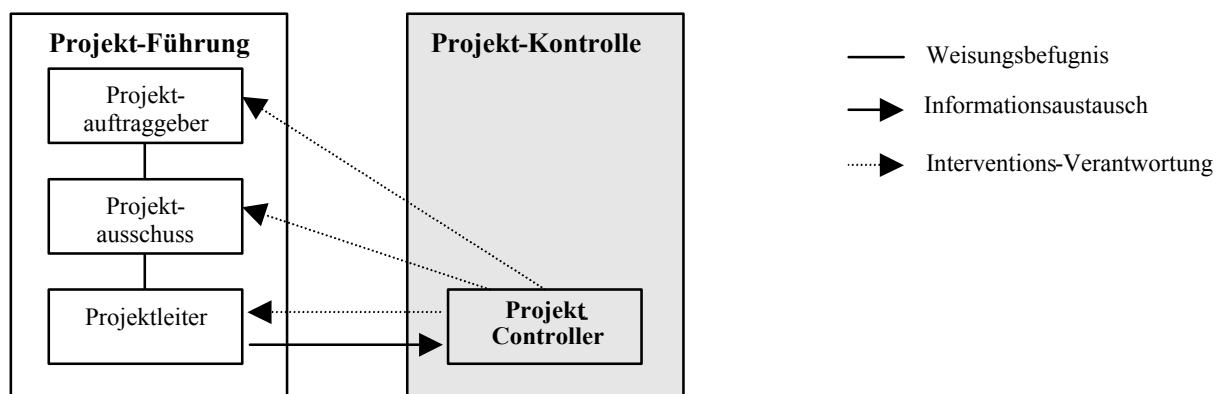 Projekt-Führung
Projekt-
auftraggeber
Projekt-
ausschuss
Projektleiter
Projekt-Kontrolle
Projekt-
Controller
Weisungsbefugnis
Informationsaustausch
Interventions-Verantwortung